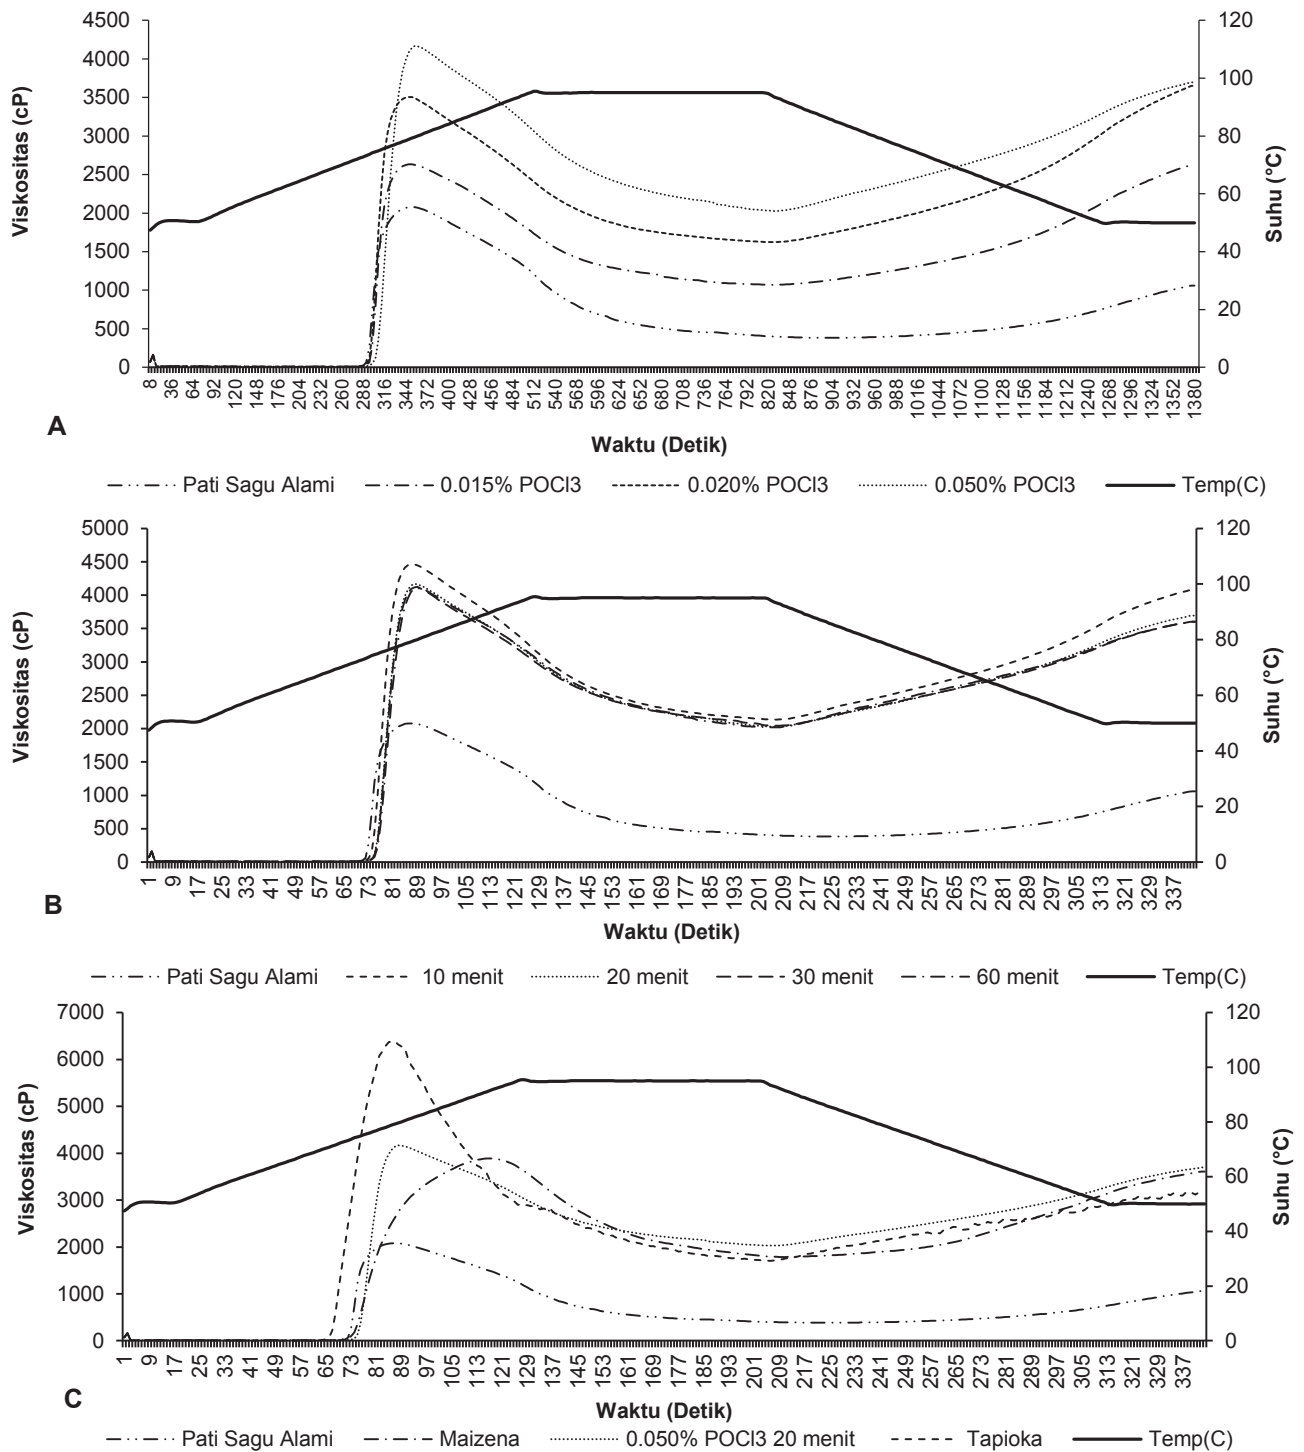 4500
4000
3500
3000
2500
2000
1500
1000
500
0
Viskositas (cP)
120
100
80
60
40
20
0
Suhu (°C)
8 36 64 92 120 148 176 204 232 260 288 316 344 372 400 428 456 484 512 540 568 596 624 652 680 708 736 764 792 820 848 876 904 932 960 988 1016 1044 1072 1100 1128 1156 1184 1212 1240 1268 1296 1324 1352 1380
A
Waktu (Detik)
Pati Sagu Alami 0.015% POCl3 0.020% POCl3 0.050% POCl3 Temp(C)
5000
4500
4000
3500
3000
2500
2000
1500
1000
500
0
Viskositas (cP)
120
100
80
60
40
20
0
Suhu (°C)
1 9 17 25 33 41 49 57 65 73 81 89 97 105 113 121 129 137 145 153 161 169 177 185 193 201 209 217 225 233 241 249 257 265 273 281 289 297 305 313 321 329 337
B
Waktu (Detik)
Pati Sagu Alami 10 menit 20 menit 30 menit 60 menit Temp(C)
7000
6000
5000
4000
3000
2000
1000
0
Viskositas (cP)
120
100
80
60
40
20
0
Suhu (°C)
1 9 17 25 33 41 49 57 65 73 81 89 97 105 113 121 129 137 145 153 161 169 177 185 193 201 209 217 225 233 241 249 257 265 273 281 289 297 305 313 321 329 337
C
Waktu (Detik)
Pati Sagu Alami Maizena 0.050% POCl3 20 menit Tapioka Temp(C)